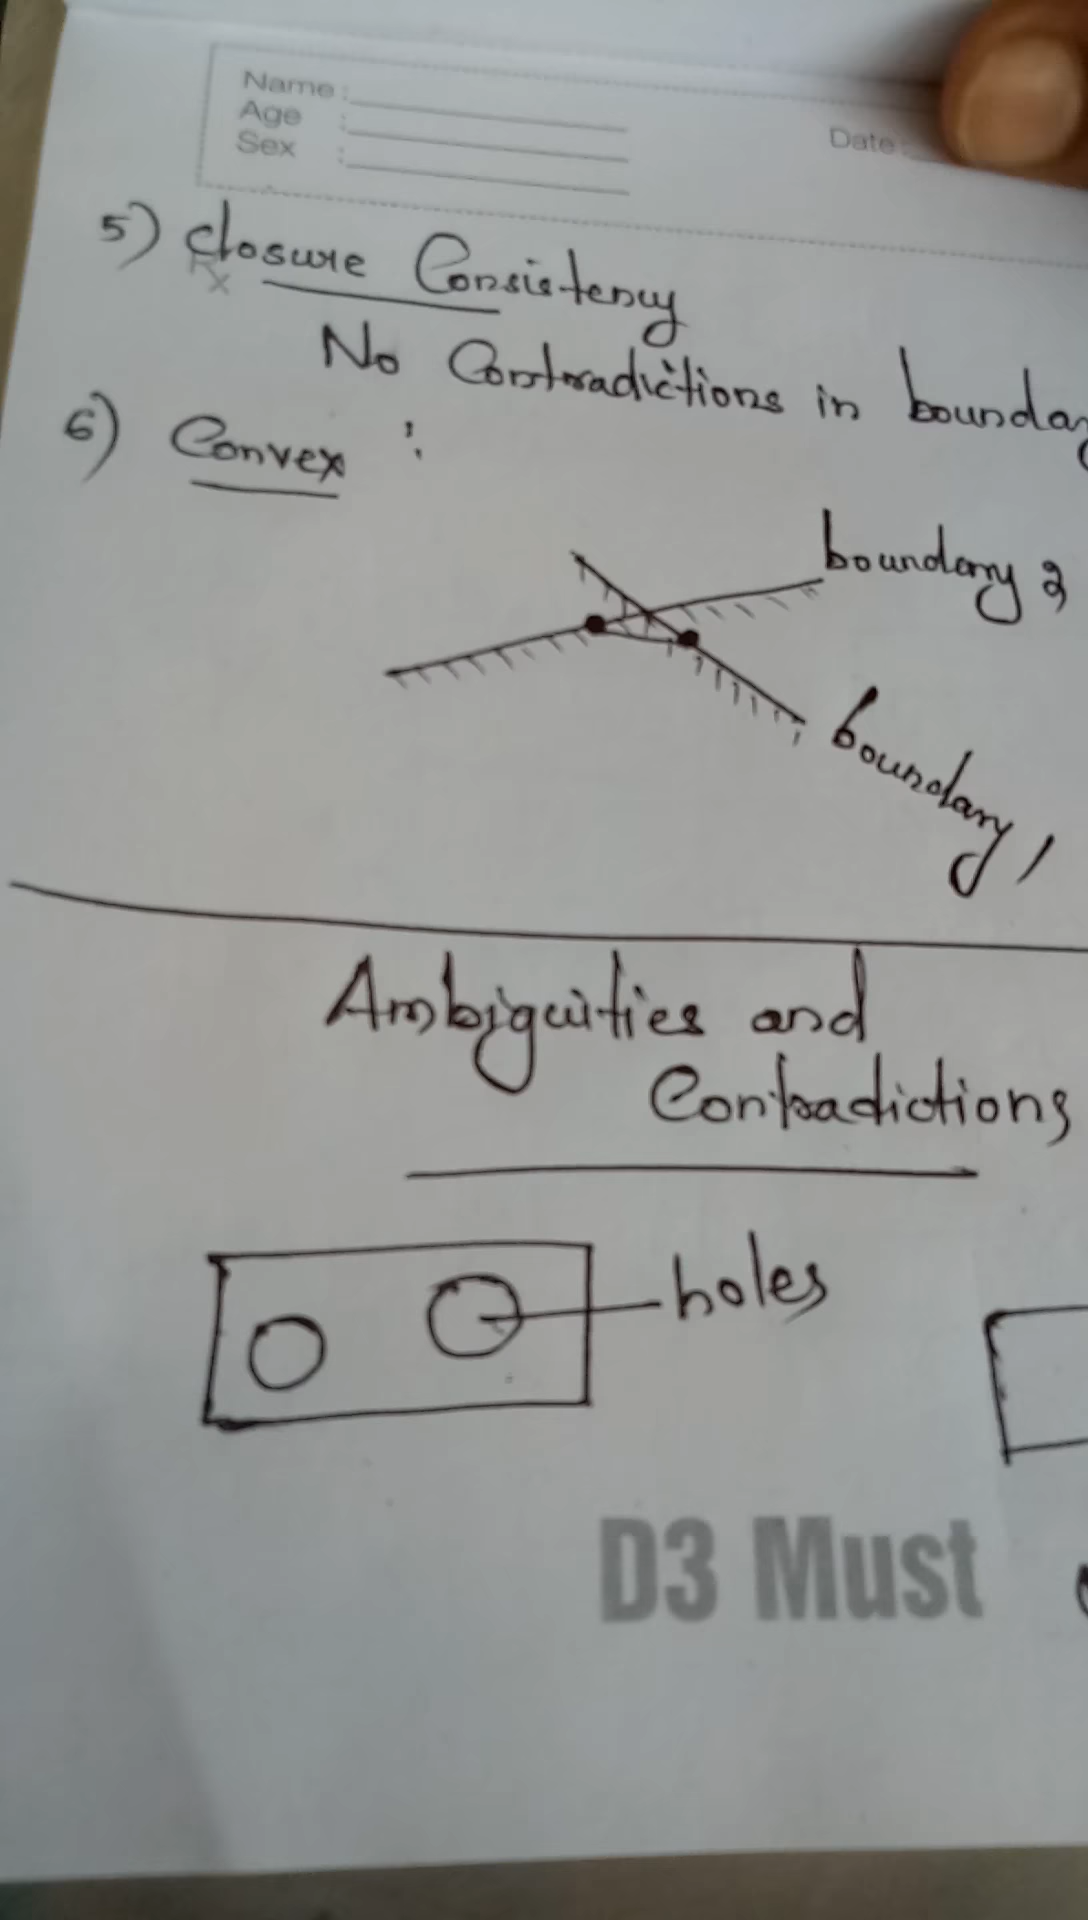 Name :
Age :
Sex :
Date
5) Closure Consistency
Rx
No Contradictions in
6) Convex :
boundary 2
boundary 1
Ambiguities and
Contradictions
holes
D3 Must